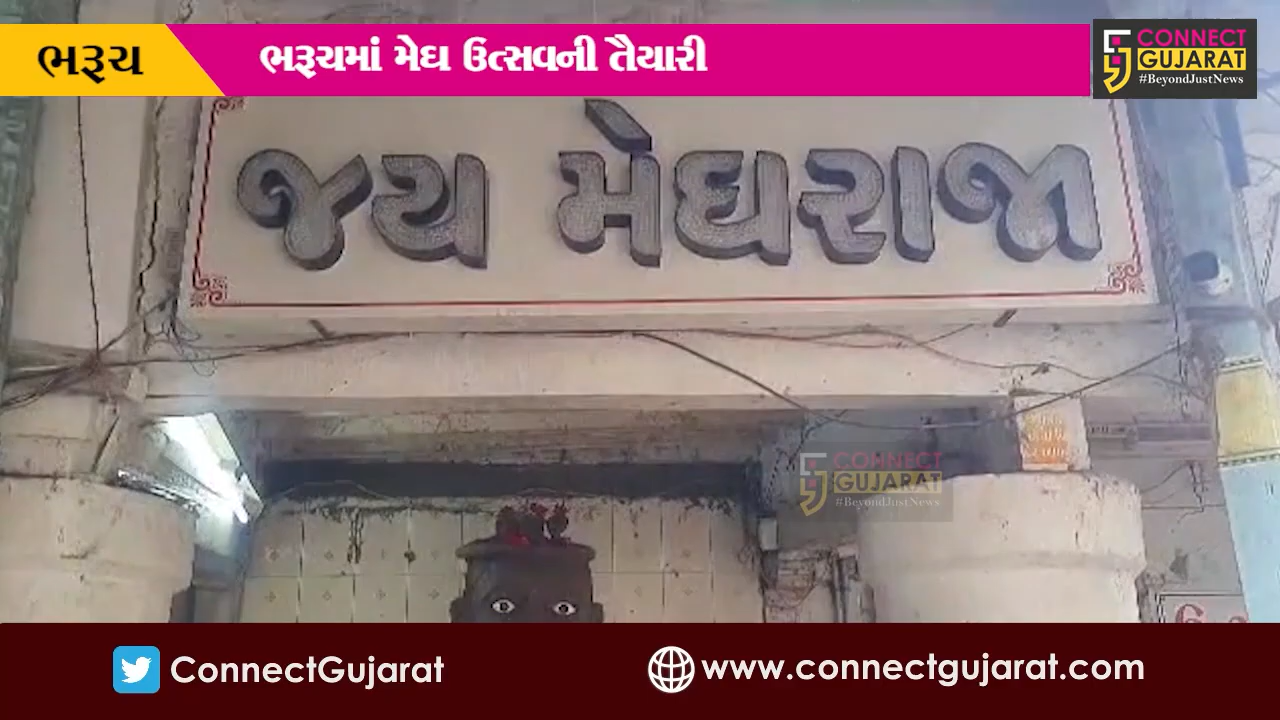 ભરૂચ
ભરૂચમાં મેઘ ઉત્સવની તૈયારી
CONNECT
GUJARAT
#BeyondJustNews
જય મેઘરાજા
CONNECT
GUJARAT
#BeyondJustNews
ConnectGujarat
www.connectgujarat.com